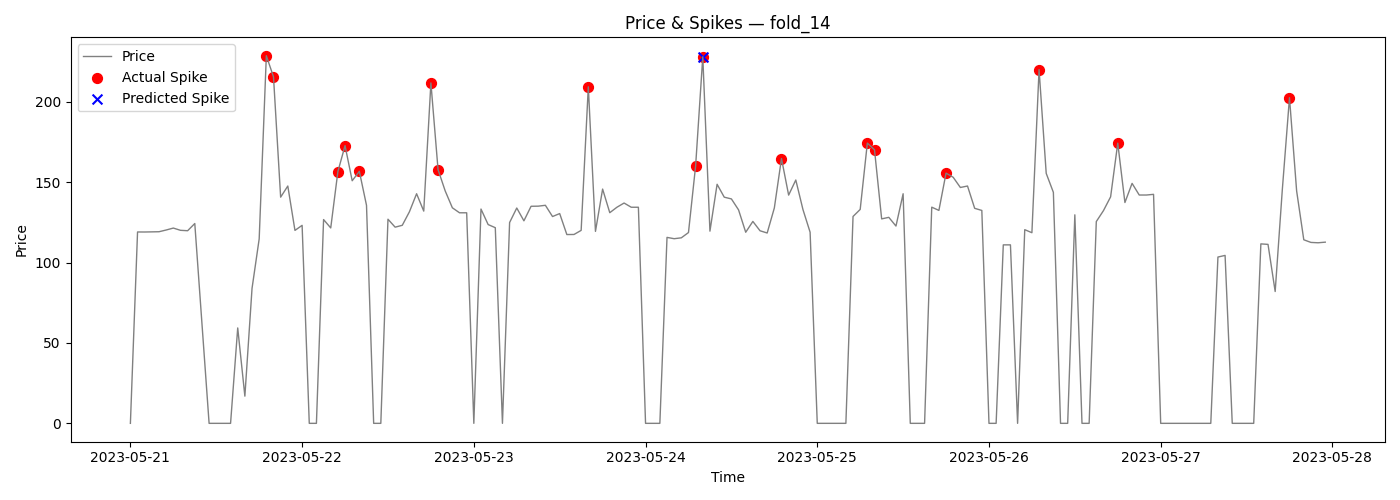 Price & Spikes — fold_14
Price
Actual Spike
Predicted Spike
Price
200
150
100
50
0
2023-05-21
2023-05-22
2023-05-23
2023-05-24
2023-05-25
2023-05-26
2023-05-27
2023-05-28
Time